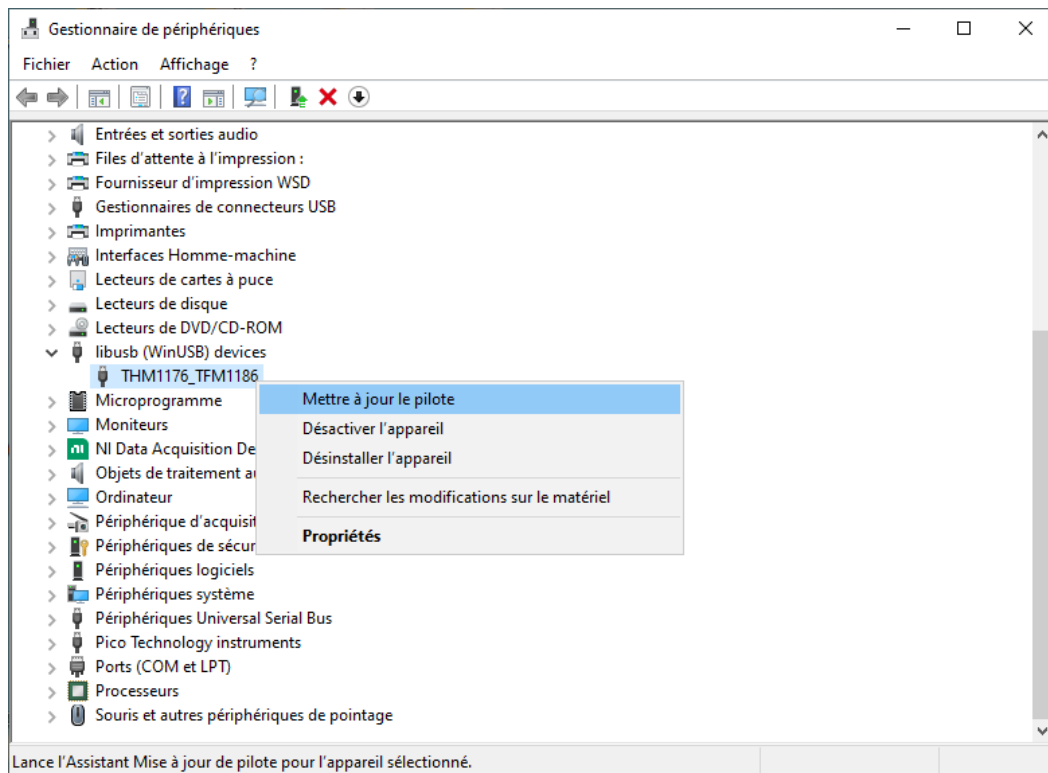 Gestionnaire de périphériques
Fichier Action Affichage ?
Entrées et sorties audio
Files d'attente à l'impression :
Fournisseur d'impression WSD
Gestionnaires de connecteurs USB
Imprimantes
Interfaces Homme-machine
Lecteurs de cartes à puce
Lecteurs de disque
Lecteurs de DVD/CD-ROM
libusb (WinUSB) devices
THM1176_TFM1186
Microprogramme
Moniteurs
NI Data Acquisition De
Objets de traitement au
Ordinateur
Périphérique d'acquisit
Périphériques de sécur
Périphériques logiciels
Périphériques système
Périphériques Universal Serial Bus
Pico Technology instruments
Ports (COM et LPT)
Processeurs
Souris et autres périphériques de pointage
Mettre à jour le pilote
Désactiver l'appareil
Désinstaller l'appareil
Rechercher les modifications sur le matériel
Propriétés
Lance l'Assistant Mise à jour de pilote pour l'appareil sélectionné.